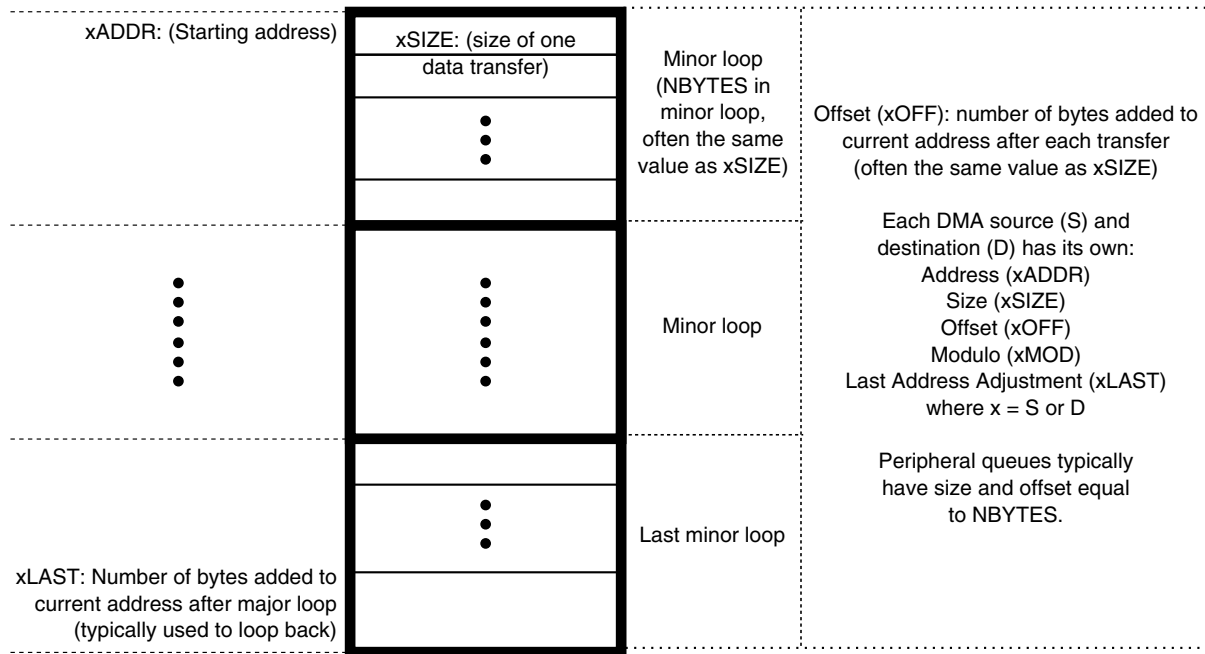 xADDR: (Starting address)
xSIZE: (size of one
data transfer)
Minor loop
(NBYTES in
minor loop,
often the same
value as xSIZE)
Offset (xOFF): number of bytes added to
current address after each transfer
(often the same value as xSIZE)
Each DMA source (S) and
destination (D) has its own:
Address (xADDR)
Size (xSIZE)
Offset (xOFF)
Modulo (xMOD)
Last Address Adjustment (xLAST)
where x = S or D
Peripheral queues typically
have size and offset equal
to NBYTES.
Minor loop
Last minor loop
xLAST: Number of bytes added to
current address after major loop
(typically used to loop back)